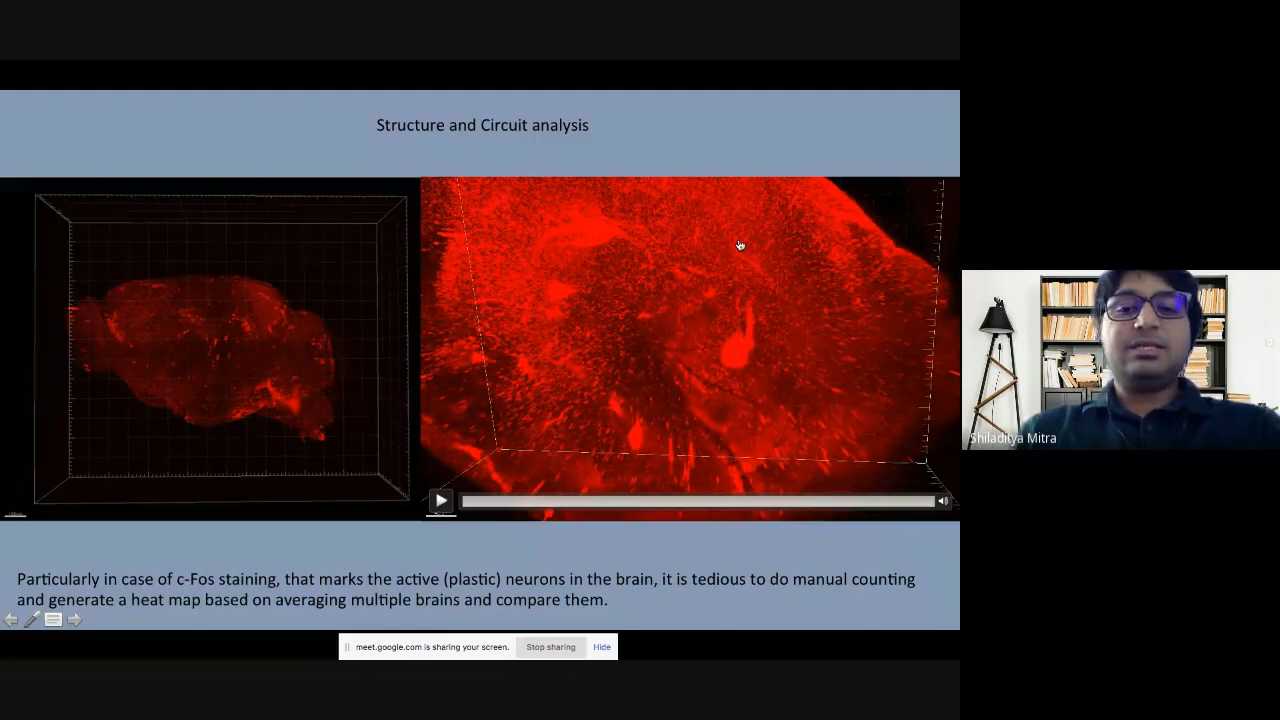 Structure and Circuit analysis
Shiladitya Mitra
Particularly in case of c-Fos staining, that marks the active (plastic) neurons in the brain, it is tedious to do manual counting
and generate a heat map based on averaging multiple brains and compare them.
meet.google.com is sharing your screen.
Stop sharing
Hide